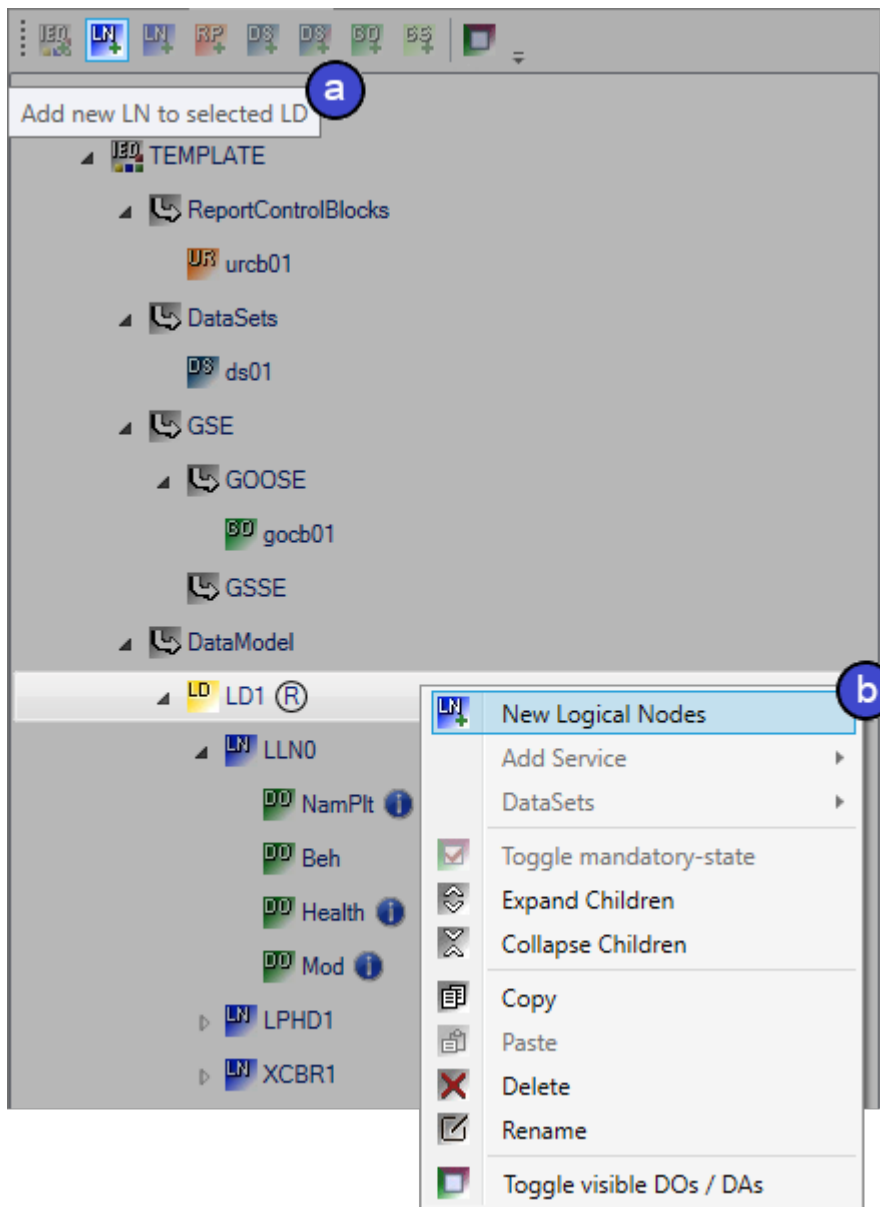 IED LN LN RP DS DS GO GS
a
Add new LN to selected LD
IED TEMPLATE
ReportControlBlocks
UR urcb01
DataSets
DS ds01
GSE
GOOSE
GO gocb01
GSSE
DataModel
LD LD1 R
b
LN New Logical Nodes
LN LLN0
Add Service
DO NamPlt i
DataSets
DO Beh
Toggle mandatory-state
DO Health i
Expand Children
DO Mod i
Collapse Children
LN LPHD1
Copy
LN XCBR1
Paste
Delete
Rename
Toggle visible DOs / DAs